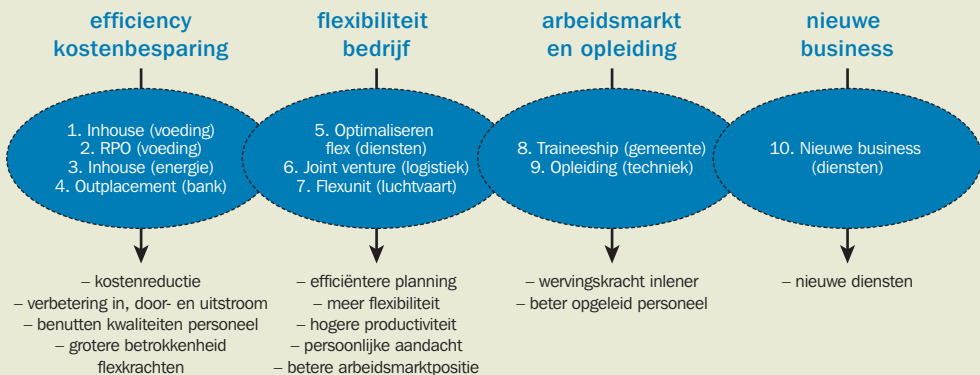 efficiency
kostenbesparing
1. Inhouse (voeding)
2. RPO (voeding)
3. Inhouse (energie)
4. Outplacement (bank)
– kostenreductie
– verbetering in, door- en uitstroom
– benutten kwaliteiten personeel
– grotere betrokkenheid
flexkrachten
flexibiliteit
bedrijf
5. Optimaliseren
flex (diensten)
6. Joint venture (logistiek)
7. Flexunit (luchtvaart)
– efficiëntere planning
– meer flexibiliteit
– hogere productiviteit
– persoonlijke aandacht
– betere arbeidsmarktpositie
arbeidsmarkt
en opleiding
8. Traineeship (gemeente)
9. Opleiding (techniek)
– wervingskracht inlener
– beter opgeleid personeel
nieuwe
business
10. Nieuwe business
(diensten)
– nieuwe diensten